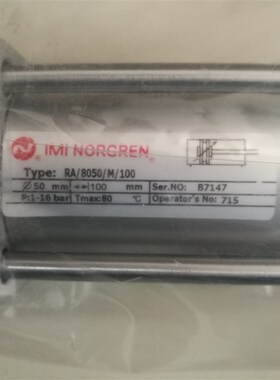 IMI NORGREN
Type: RA/8050/M/100
Ø 50 mm ↔100 mm Ser.NO: 87147
P:1-16 bar Tmax:80 ℃ Operator's No: 715